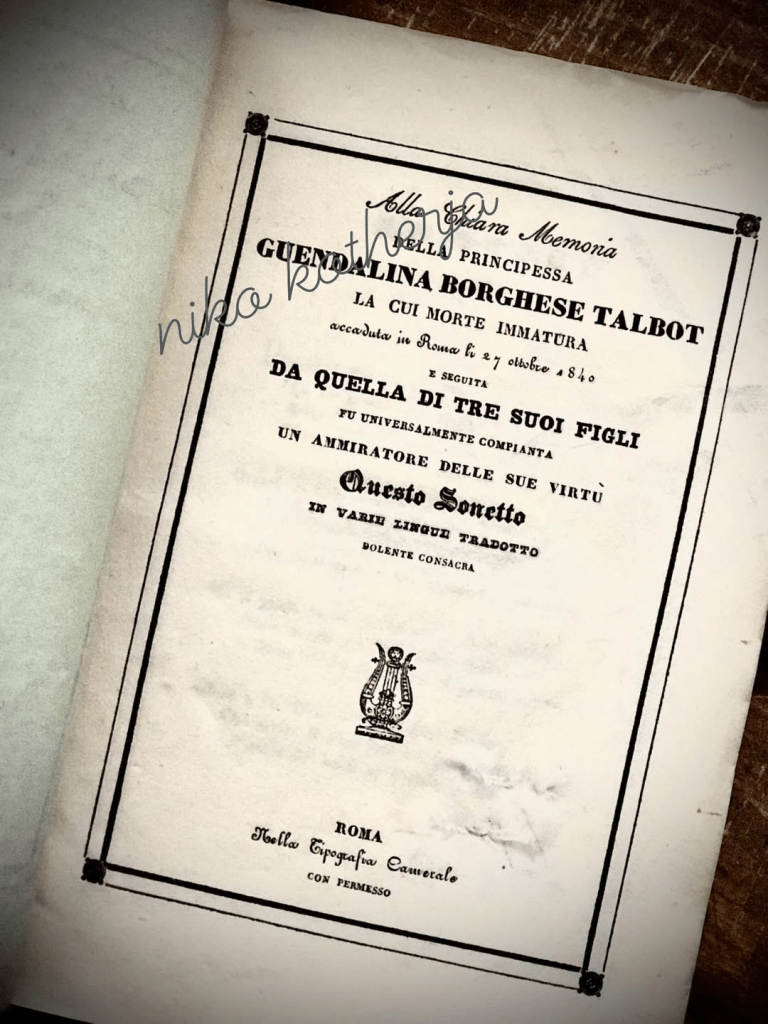 Alla Chiara Memoria
DELLA PRINCIPESSA
GUENDALINA BORGHESE TALBOT
LA CUI MORTE IMMATURA
accaduta in Roma li 27 ottobre 1840
E SEGUITA
DA QUELLA DI TRE SUOI FIGLI
FU UNIVERSALMENTE COMPIANTA
UN AMMIRATORE DELLE SUE VIRTÙ
Questo Sonetto
IN VARIE LINGUE TRADOTTO
DOLENTE CONSACRA
ROMA
Nella Tipografia Camerale
CON PERMESSO
niko kotherja